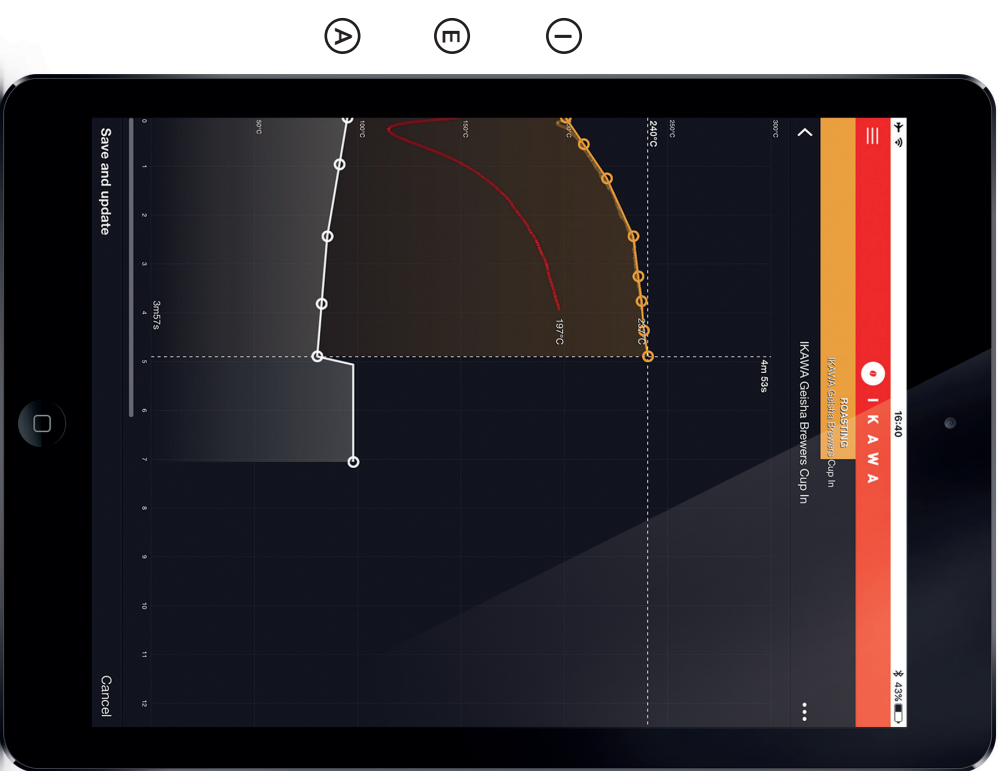 16:40 43%
IKAWA
ROASTING
IKAWA Geisha Brewers Cup In
IKAWA Geisha Brewers Cup In
300°C
4m 53s
250°C
240°C
237°C
I
197°C
150°C
E
100°C
A
50°C
3m57s
0 1 2 3 4 5 6 7 8 9 10 11 12
Save and update Cancel